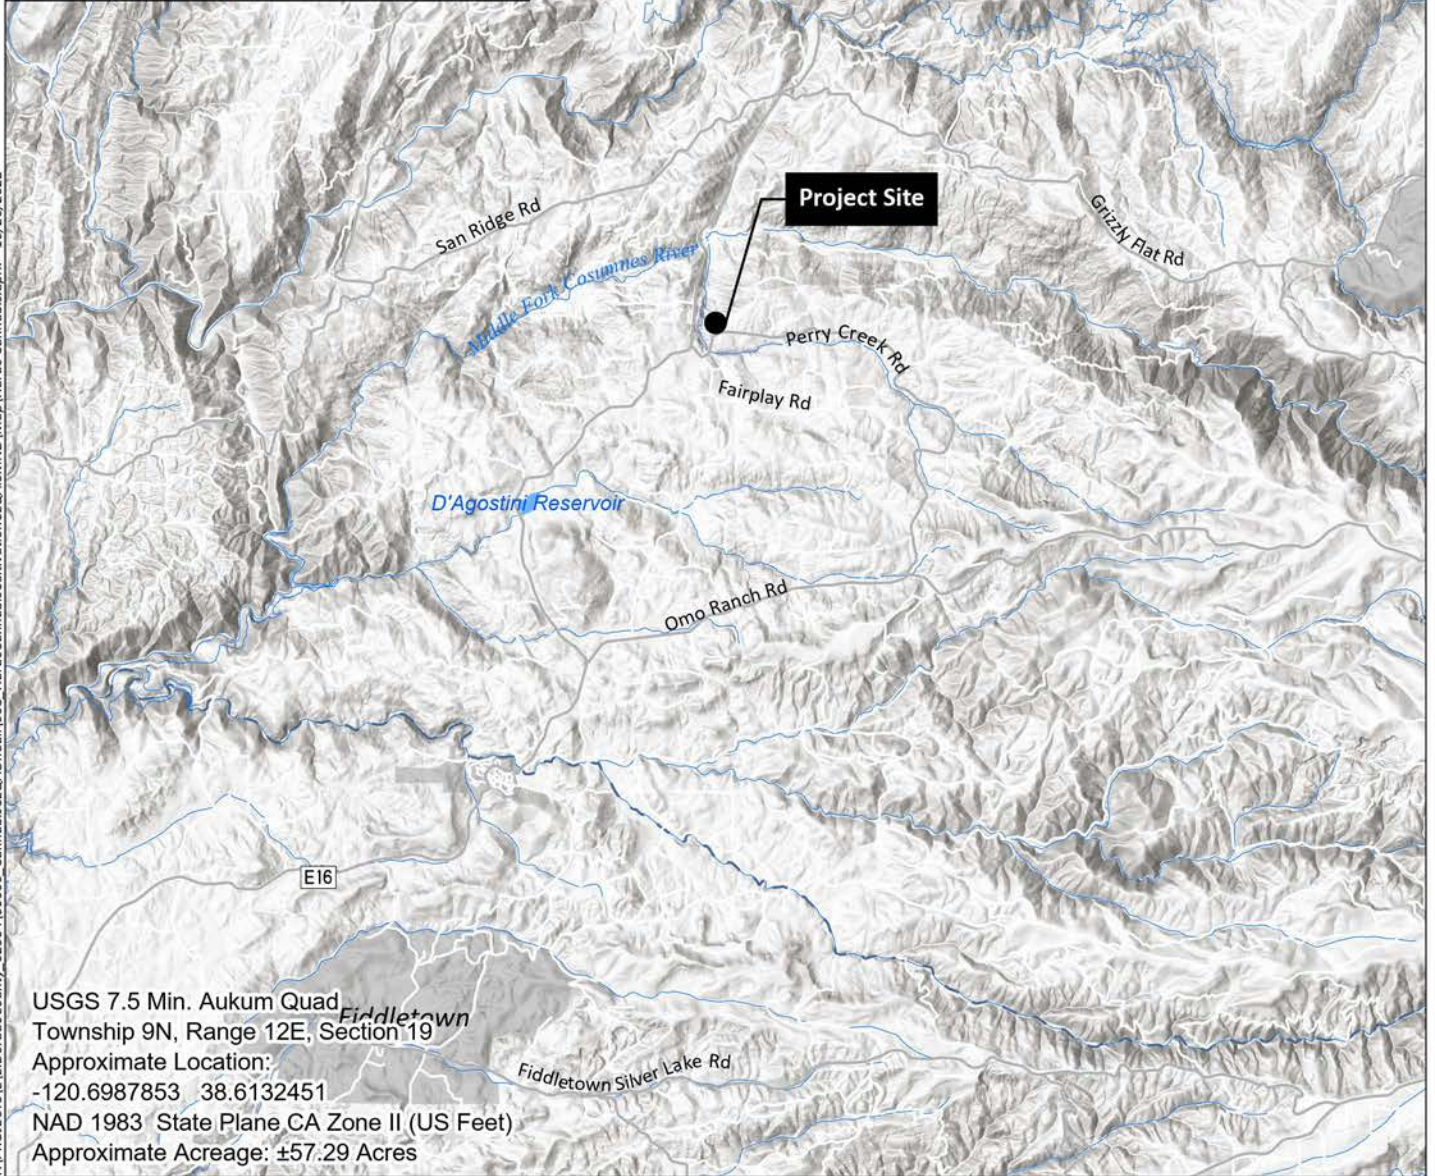 Project Site
San Ridge Rd
Grizzly Flat Rd
Middle Fork Cosumnes River
Perry Creek Rd
Fairplay Rd
D'Agostini Reservoir
Omo Ranch Rd
E16
Fiddletown
Fiddletown Silver Lake Rd
USGS 7.5 Min. Aukum Quad
Township 9N, Range 12E, Section 19
Approximate Location:
-120.6987853 38.6132451
NAD 1983 State Plane CA Zone II (US Feet)
Approximate Acreage: ±57.29 Acres